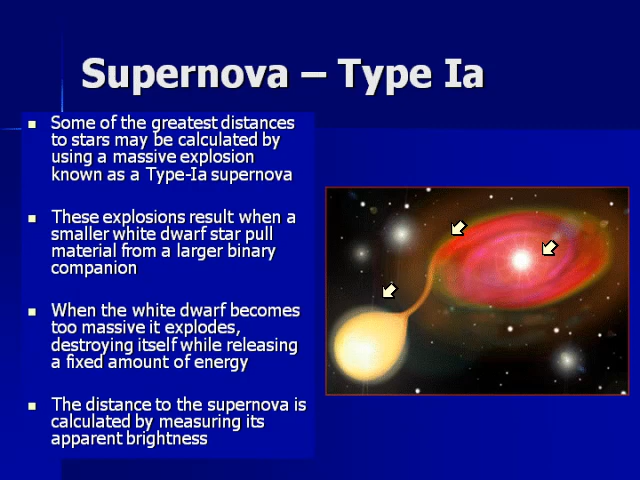 Supernova – Type Ia
Some of the greatest distances
to stars may be calculated by
using a massive explosion
known as a Type-Ia supernova
These explosions result when a
smaller white dwarf star pull
material from a larger binary
companion
When the white dwarf becomes
too massive it explodes,
destroying itself while releasing
a fixed amount of energy
The distance to the supernova is
calculated by measuring its
apparent brightness